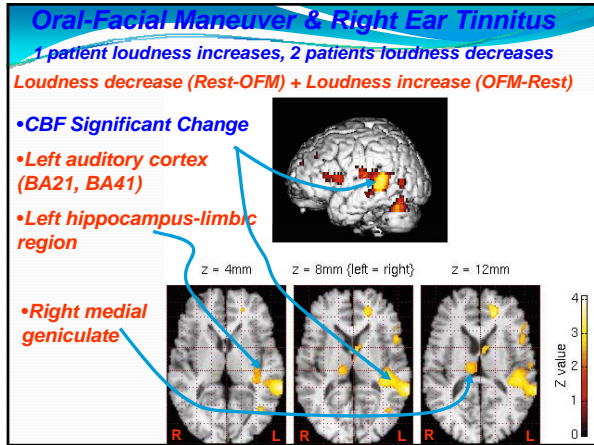 Oral-Facial Maneuver & Right Ear Tinnitus
1 patient loudness increases, 2 patients loudness decreases
Loudness decrease (Rest-OFM) + Loudness increase (OFM-Rest)
•CBF Significant Change
•Left auditory cortex
(BA21, BA41)
•Left hippocampus-limbic
region
•Right medial
geniculate
z = 4mm
z = 8mm {left = right}
z = 12mm
R
L
R
L
R
L
4
3
2
1
0
Z value